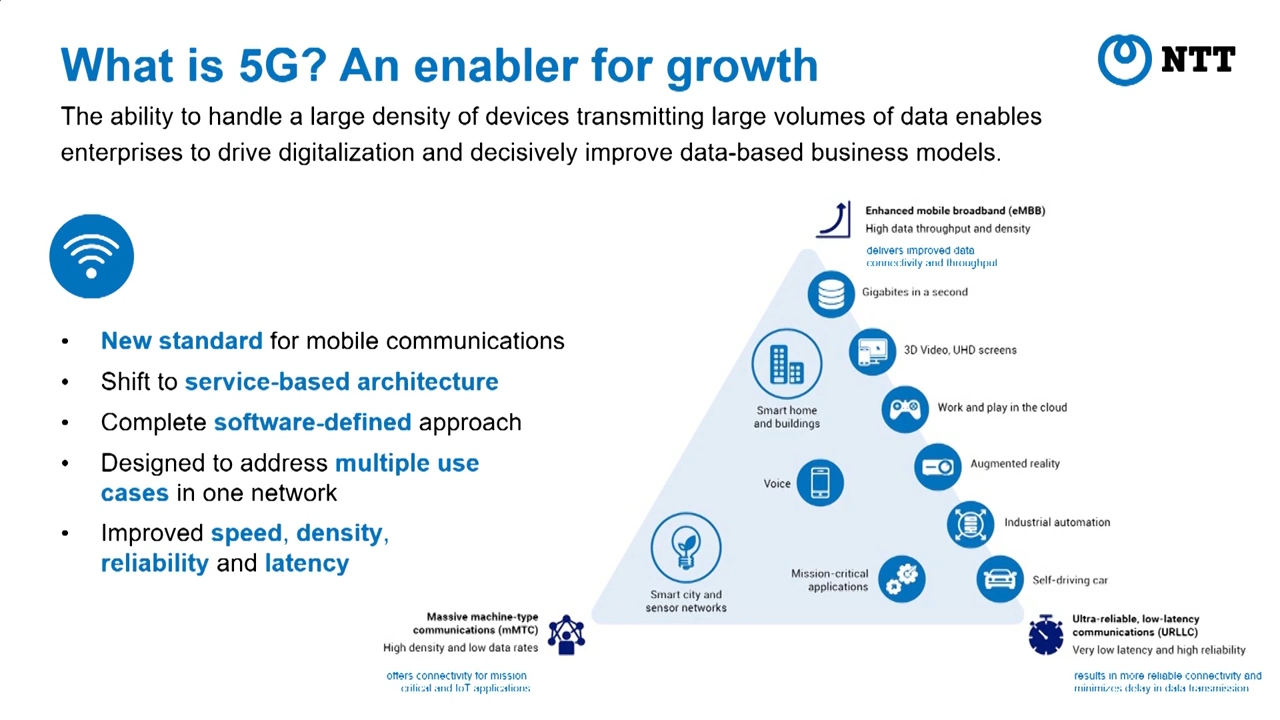 What is 5G? An enabler for growth
NTT
The ability to handle a large density of devices transmitting large volumes of data enables
enterprises to drive digitalization and decisively improve data-based business models.
• New standard for mobile communications
• Shift to service-based architecture
• Complete software-defined approach
• Designed to address multiple use
cases in one network
• Improved speed, density,
reliability and latency
Enhanced mobile broadband (eMBB)
High data throughput and density
delivers improved data
connectivity and throughput
Gigabites in a second
3D Video, UHD screens
Smart home
and buildings
Work and play in the cloud
Augmented reality
Voice
Industrial automation
Mission-critical
applications
Self-driving car
Smart city and
sensor networks
Massive machine-type
communications (mMTC)
High density and low data rates
offers connectivity for mission
critical and IoT applications
Ultra-reliable, low-latency
communications (URLLC)
Very low latency and high reliability
results in more reliable connectivity and
minimizes delay in data transmission